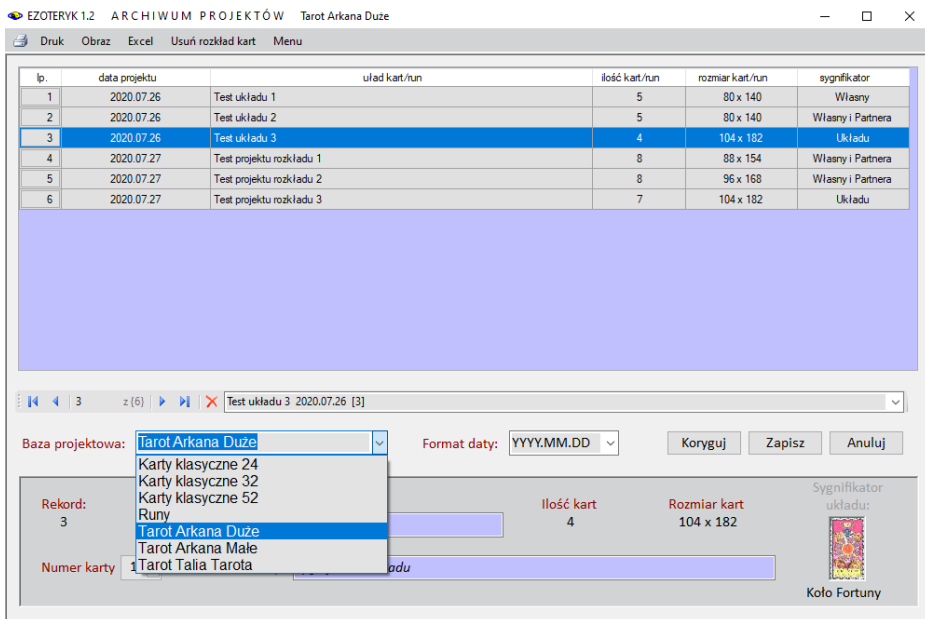 EZOTERYK 1.2 A R C H I W U M P R O J E K T Ó W Tarot Arkana Duże
Druk Obraz Excel Usuń rozkład kart Menu
lp. data projektu uład kart/run ilość kart/run rozmiar kart/run sygnifikator
1 2020.07.26 Test układu 1 5 80 x 140 Własny
2 2020.07.26 Test układu 2 5 80 x 140 Własny i Partnera
3 2020.07.26 Test układu 3 4 104 x 182 Układu
4 2020.07.27 Test projektu rozkładu 1 8 88 x 154 Własny i Partnera
5 2020.07.27 Test projektu rozkładu 2 8 96 x 168 Własny i Partnera
6 2020.07.27 Test projektu rozkładu 3 7 104 x 182 Układu
3 z {6} Test układu 3 2020.07.26 [3]
Baza projektowa: Tarot Arkana Duże Format daty: YYYY.MM.DD Koryguj Zapisz Anuluj
Karty klasyczne 24
Karty klasyczne 32
Karty klasyczne 52
Runy
Tarot Arkana Duże
Tarot Arkana Małe
Tarot Talia Tarota
Rekord: Ilość kart Rozmiar kart Sygnifikator układu:
3 4 104 x 182
Numer karty 1
Koło Fortuny